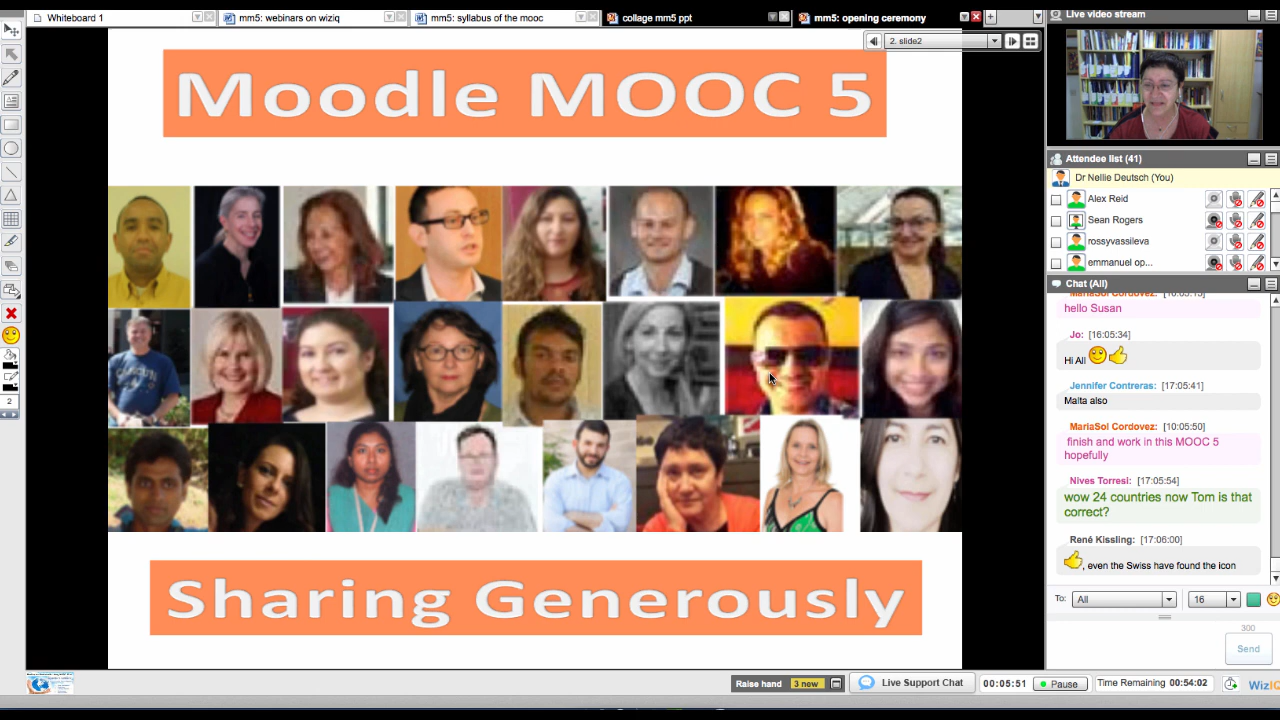 Whiteboard 1
mm5: webinars on wiziq
mm5: syllabus of the mooc
collage mm5 ppt
mm5: opening ceremony
Live video stream
2. slide2
Moodle MOOC 5
Sharing Generously
2
Attendee list (41)
Dr Nellie Deutsch (You)
Alex Reid
Sean Rogers
rossyvassileva
emmanuel op...
Chat (All)
MariaSol Cordovez: [10:05:15]
hello Susan
Jo: [16:05:34]
Hi All
Jennifer Contreras: [17:05:41]
Malta also
MariaSol Cordovez: [10:05:50]
finish and work in this MOOC 5
hopefully
Nives Torresi: [17:05:54]
wow 24 countries now Tom is that
correct?
René Kissling: [17:06:00]
, even the Swiss have found the icon
To:
All
16
300
Send
Raise hand
3 new
Live Support Chat
00:05:51
Pause
Time Remaining 00:54:02
WizIQ